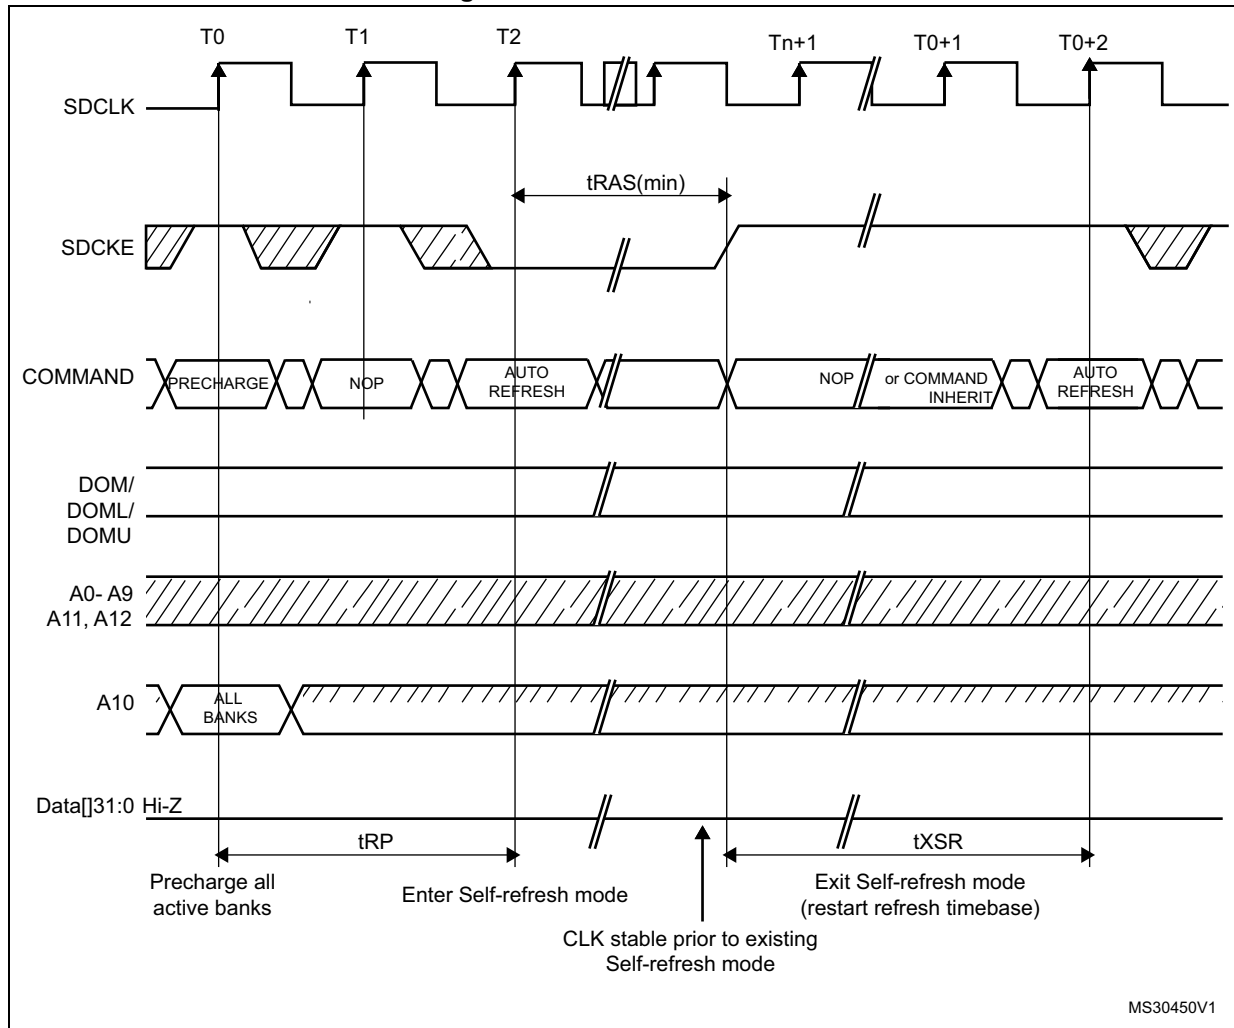 T0 T1 T2 Tn+1 T0+1 T0+2
SDCLK
tRAS(min)
SDCKE
COMMAND
PRECHARGE
NOP
AUTO
REFRESH
NOP
or COMMAND
INHERIT
AUTO
REFRESH
DOM/
DOML/
DOMU
A0- A9
A11, A12
A10
ALL
BANKS
Data[]31:0 Hi-Z
tRP
tXSR
Precharge all
active banks
Enter Self-refresh mode
Exit Self-refresh mode
(restart refresh timebase)
CLK stable prior to existing
Self-refresh mode
MS30450V1